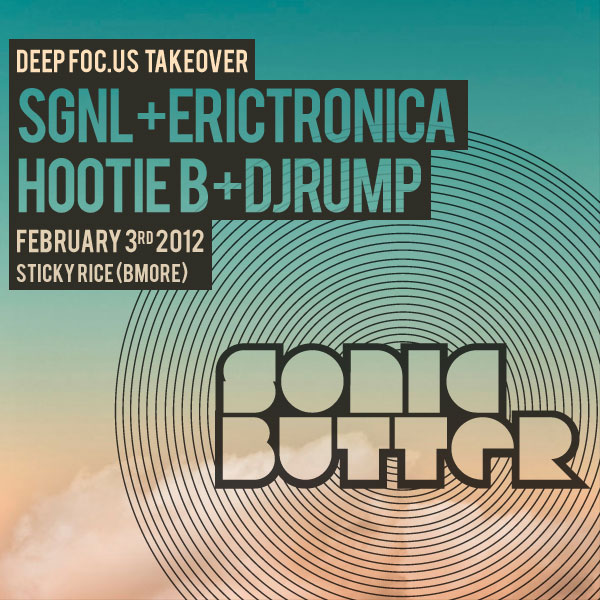 DEEP FOC.US TAKEOVER
SGNL+ERICTRONICA
HOOTIE B+DJRUMP
FEBRUARY 3RD 2012
STICKY RICE (BMORE)
SONIC
BUTTER